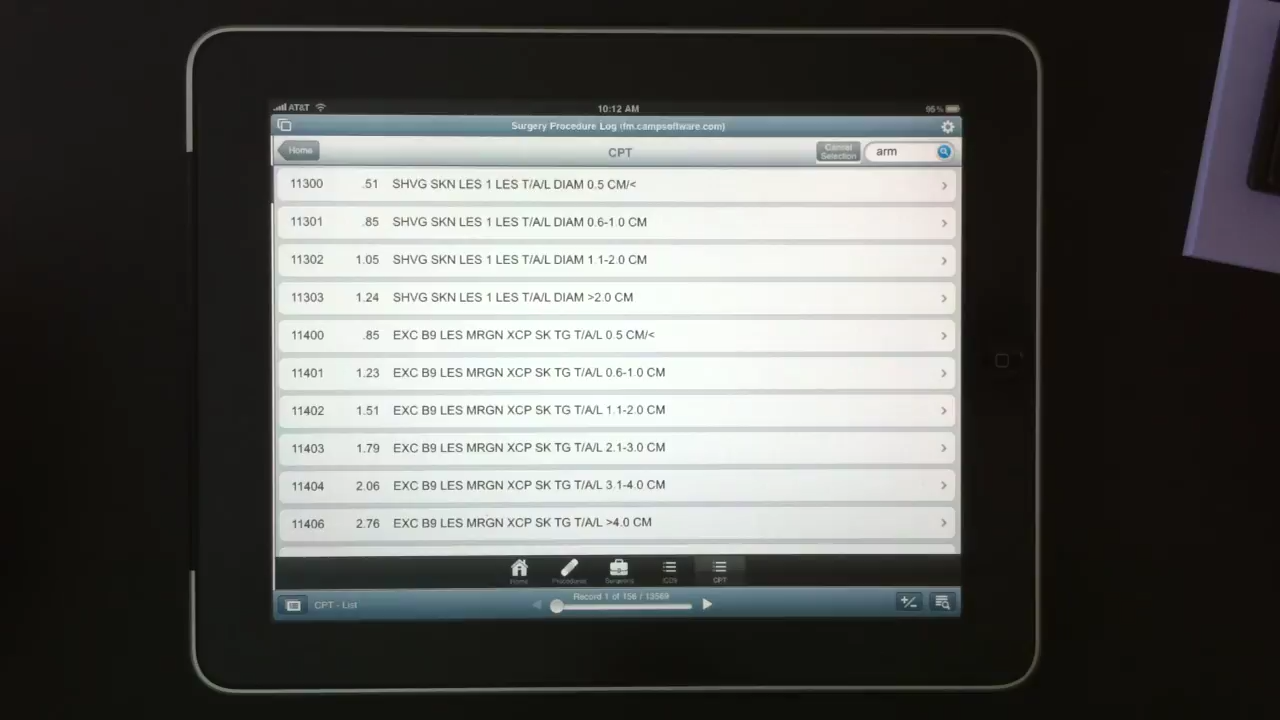 AT&T 10:12 AM 95%
Surgery Procedure Log (fm.campsoftware.com)
Home CPT Cancel Selection arm
11300 .51 SHVG SKN LES 1 LES T/A/L DIAM 0.5 CM/<
11301 .85 SHVG SKN LES 1 LES T/A/L DIAM 0.6-1.0 CM
11302 1.05 SHVG SKN LES 1 LES T/A/L DIAM 1.1-2.0 CM
11303 1.24 SHVG SKN LES 1 LES T/A/L DIAM >2.0 CM
11400 .85 EXC B9 LES MRGN XCP SK TG T/A/L 0.5 CM/<
11401 1.23 EXC B9 LES MRGN XCP SK TG T/A/L 0.6-1.0 CM
11402 1.51 EXC B9 LES MRGN XCP SK TG T/A/L 1.1-2.0 CM
11403 1.79 EXC B9 LES MRGN XCP SK TG T/A/L 2.1-3.0 CM
11404 2.06 EXC B9 LES MRGN XCP SK TG T/A/L 3.1-4.0 CM
11406 2.76 EXC B9 LES MRGN XCP SK TG T/A/L >4.0 CM
Home Procedures Surgeons ICD9 CPT
CPT - List Record 1 of 156 / 13569